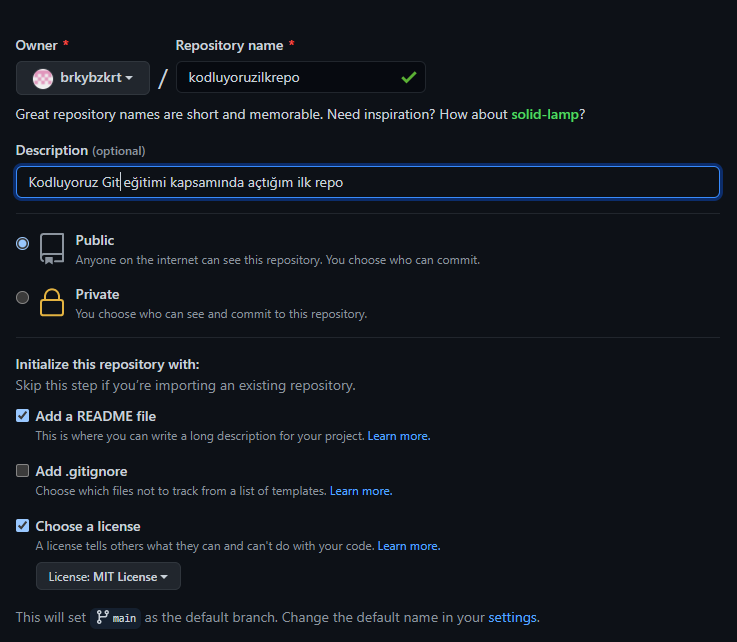 Owner * Repository name *
brkybzkrt / kodluyoruzilkrepo
Great repository names are short and memorable. Need inspiration? How about solid-lamp?
Description (optional)
Kodluyoruz Git eğitimi kapsamında açtığım ilk repo
Public
Anyone on the internet can see this repository. You choose who can commit.
Private
You choose who can see and commit to this repository.
Initialize this repository with:
Skip this step if you’re importing an existing repository.
Add a README file
This is where you can write a long description for your project. Learn more.
Add .gitignore
Choose which files not to track from a list of templates. Learn more.
Choose a license
A license tells others what they can and can't do with your code. Learn more.
License: MIT License
This will set main as the default branch. Change the default name in your settings.